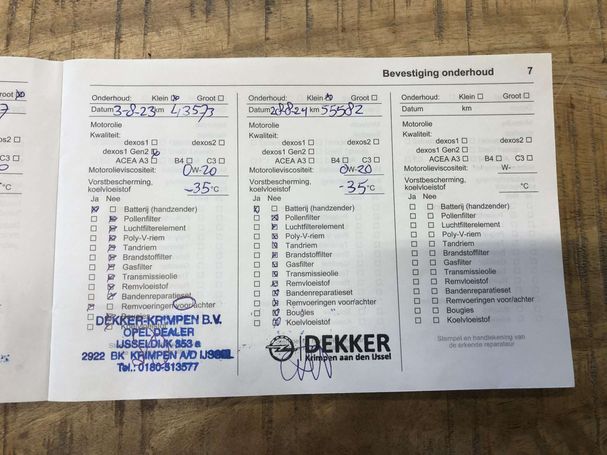 Bevestiging onderhoud 7
root ☒
7
os2 ☐
C3 ☐
°C
Onderhoud: Klein ☒ Groot ☐
Datum 3-8-23 km 43573
Motorolie
Kwaliteit:
dexos1 ☐ dexos2 ☐
dexos1 Gen2 ☒
ACEA A3 ☐ B4 ☐ C3 ☐
Motorolieviscositeit: 0W-20
Vorstbescherming,
koelvloeistof -35 °C
Ja Nee
Batterij (handzender)
Pollenfilter
Luchtfilterelement
Poly-V-riem
Tandriem
Brandstoffilter
Gasfilter
Transmissieolie
Remvloeistof
Bandenreparatieset
Remvoeringen voor/achter
Bougies
Koelvloeistof
DEKKER-KRIMPEN B.V.
OPEL DEALER
IJSSELDIJK 353 a
2922 BK KRIMPEN A/D IJSSEL
Tel.: 0180-513577
Onderhoud: Klein ☒ Groot ☐
Datum 28824 km 55582
Motorolie
Kwaliteit:
dexos1 ☐ dexos2 ☐
dexos1 Gen2 ☐
ACEA A3 ☐ B4 ☐ C3 ☐
Motorolieviscositeit: 0W-20
Vorstbescherming,
koelvloeistof -35 °C
Ja Nee
Batterij (handzender)
Pollenfilter
Luchtfilterelement
Poly-V-riem
Tandriem
Brandstoffilter
Gasfilter
Transmissieolie
Remvloeistof
Bandenreparatieset
Remvoeringen voor/achter
Bougies
Koelvloeistof
DEKKER
Krimpen aan den IJssel
Onderhoud: Klein ☐ Groot ☐
Datum km
Motorolie
Kwaliteit:
dexos1 ☐ dexos2 ☐
dexos1 Gen2 ☐
ACEA A3 ☐ B4 ☐ C3 ☐
Motorolieviscositeit: W-
Vorstbescherming,
koelvloeistof °C
Ja Nee
Batterij (handzender)
Pollenfilter
Luchtfilterelement
Poly-V-riem
Tandriem
Brandstoffilter
Gasfilter
Transmissieolie
Remvloeistof
Bandenreparatieset
Remvoeringen voor/achter
Bougies
Koelvloeistof
Stempel en handtekening van
de erkende reparateur